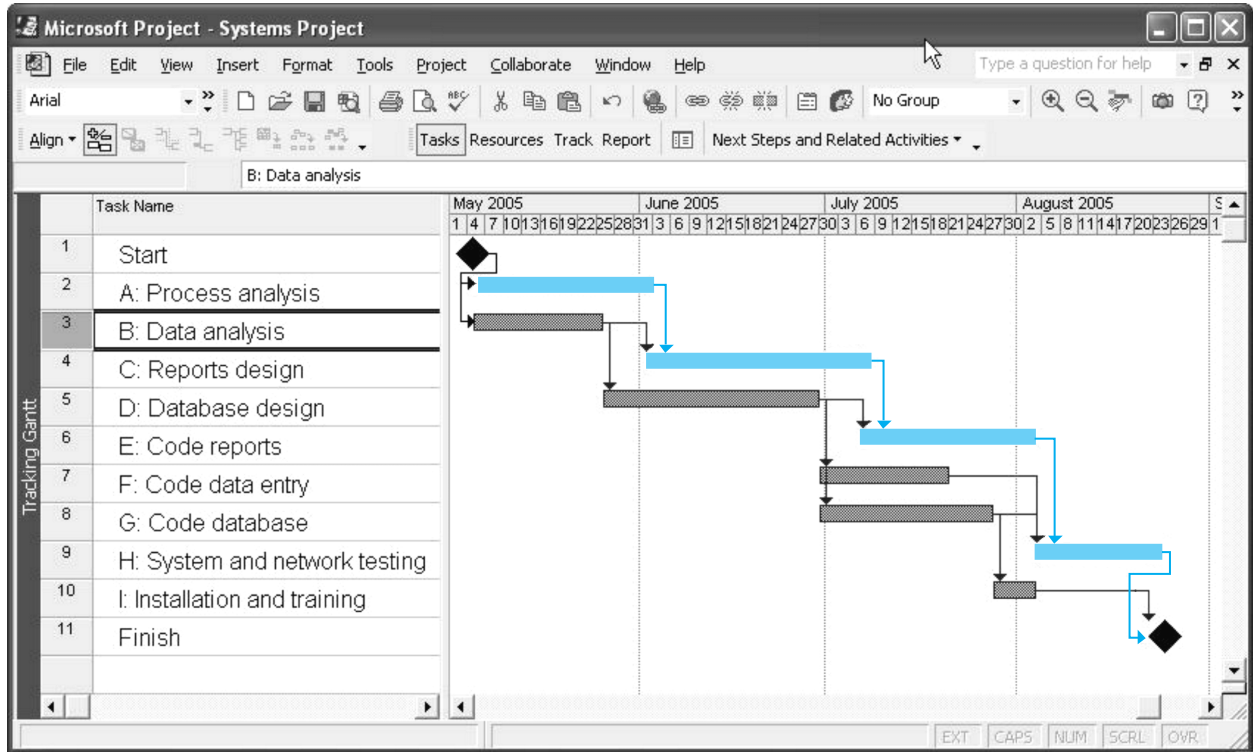 Microsoft Project - Systems Project
File Edit View Insert Format Tools Project Collaborate Window Help Type a question for help
Arial ABC No Group
Align Tasks Resources Track Report Next Steps and Related Activities
B: Data analysis
Task Name May 2005 June 2005 July 2005 August 2005 S
1 4 7 10 13 16 19 22 25 28 31 3 6 9 12 15 18 21 24 27 30 3 6 9 12 15 18 21 24 27 30 2 5 8 11 14 17 20 23 26 29 1
1 Start
2 A: Process analysis
3 B: Data analysis
4 C: Reports design
5 D: Database design
6 E: Code reports
7 F: Code data entry
8 G: Code database
9 H: System and network testing
10 I: Installation and training
11 Finish
Tracking Gantt
EXT CAPS NUM SCRL OVR